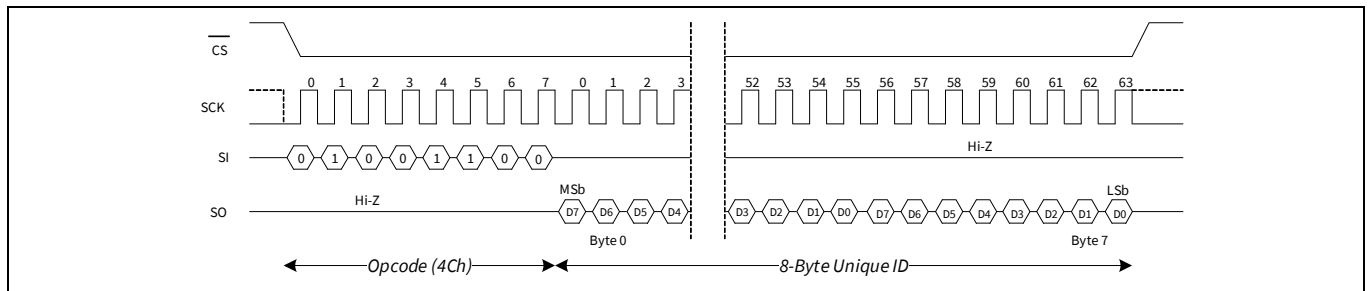 CS
0 1 2 3 4 5 6 7 0 1 2 3 52 53 54 55 56 57 58 59 60 61 62 63
SCK
Hi-Z
SI 0 1 0 0 1 1 0 0
MSb LSb
Hi-Z
SO D7 D6 D5 D4 D3 D2 D1 D0 D7 D6 D5 D4 D3 D2 D1 D0
Byte 0 Byte 7
Opcode (4Ch) 8-Byte Unique ID